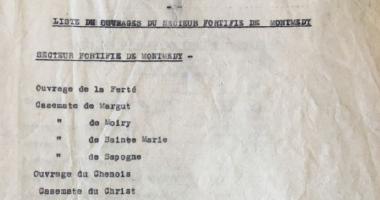 LISTE DE OUVRAGES DU SECTEUR FORTIFIE DE MONTMEDY
SECTEUR FORTIFIE DE MONTMEDY -
Ouvrage de la Ferté
Casemate de Margut
" de Moiry
" de Sainte Marie
" de Sapogne
Ouvrage du Chenois
Casemate du Christ